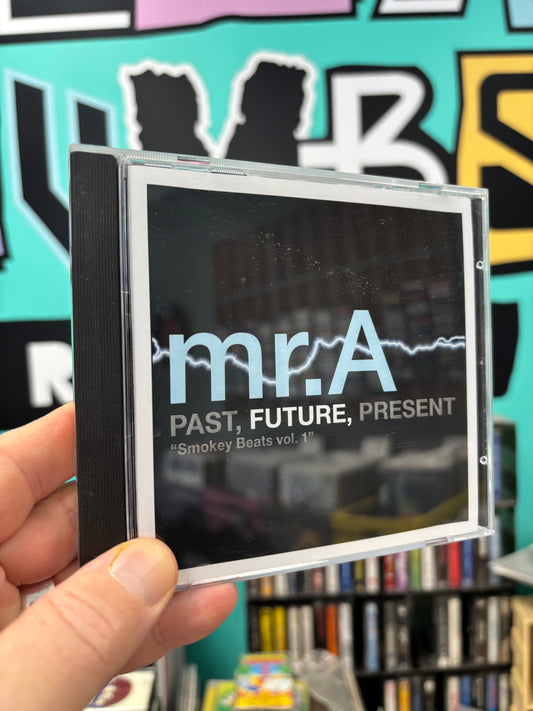 mr.A
PAST, FUTURE, PRESENT
“Smokey Beats vol. 1”